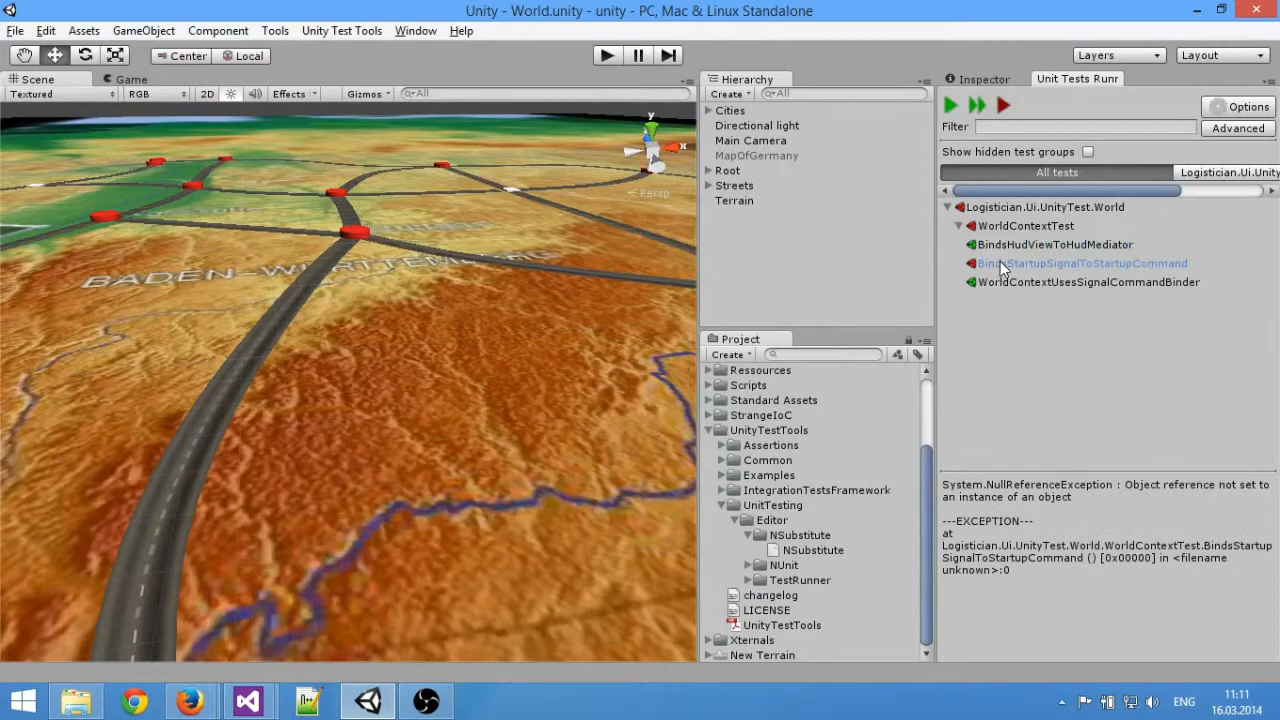 Unity - World.unity - unity - PC, Mac & Linux Standalone
File Edit Assets GameObject Component Tools Unity Test Tools Window Help
Center Local Layers Layout
Scene Game
Textured RGB 2D Effects Gizmos All
y
x
Persp
BADEN-WÜRTTEMBERG
Hierarchy
Create All
Cities
Directional light
Main Camera
MapOfGermany
Root
Streets
Terrain
Project
Create
Ressources
Scripts
Standard Assets
StrangeIoC
UnityTestTools
Assertions
Common
Examples
IntegrationTestsFramework
UnitTesting
Editor
NSubstitute
NSubstitute
NUnit
TestRunner
changelog
LICENSE
UnityTestTools
Xternals
New Terrain
Inspector Unit Tests Runr
Options
Filter Advanced
Show hidden test groups
All tests Logistician.Ui.Unity
Logistician.Ui.UnityTest.World
WorldContextTest
BindsHudViewToHudMediator
BindsStartupSignalToStartupCommand
WorldContextUsesSignalCommandBinder
System.NullReferenceException : Object reference not set to
an instance of an object
---EXCEPTION---
at
Logistician.Ui.UnityTest.World.WorldContextTest.BindsStartup
SignalToStartupCommand () [0x00000] in <filename
unknown>:0
ENG
11:11
16.03.2014